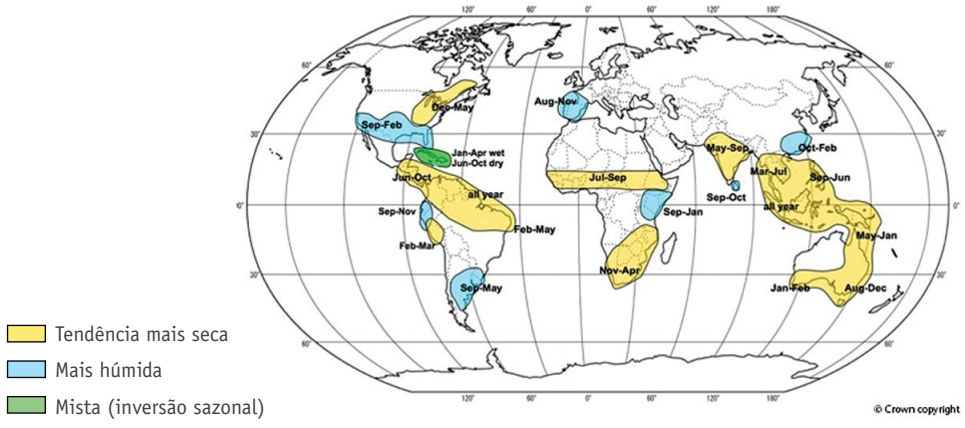 120°
60°
0°
60°
120°
180°
60°
Aug-Nov
Dec-May
Sep-Feb
30°
30°
Oct-Feb
Jan-Apr wet
Jun-Oct dry
May-Sep
Mar-Jul
Sep-Jun
Jun-Oct
Jul-Sep
all year
Sep-Oct
all year
0°
0°
Sep-Nov
Sep-Jan
Feb-May
May-Jan
Feb-Mar
Nov-Apr
30°
30°
Sep-May
Jan-Feb
Aug-Dec
Tendência mais seca
60°
60°
Mais húmida
120°
60°
0°
60°
120°
180°
Mista (inversão sazonal)
© Crown copyright